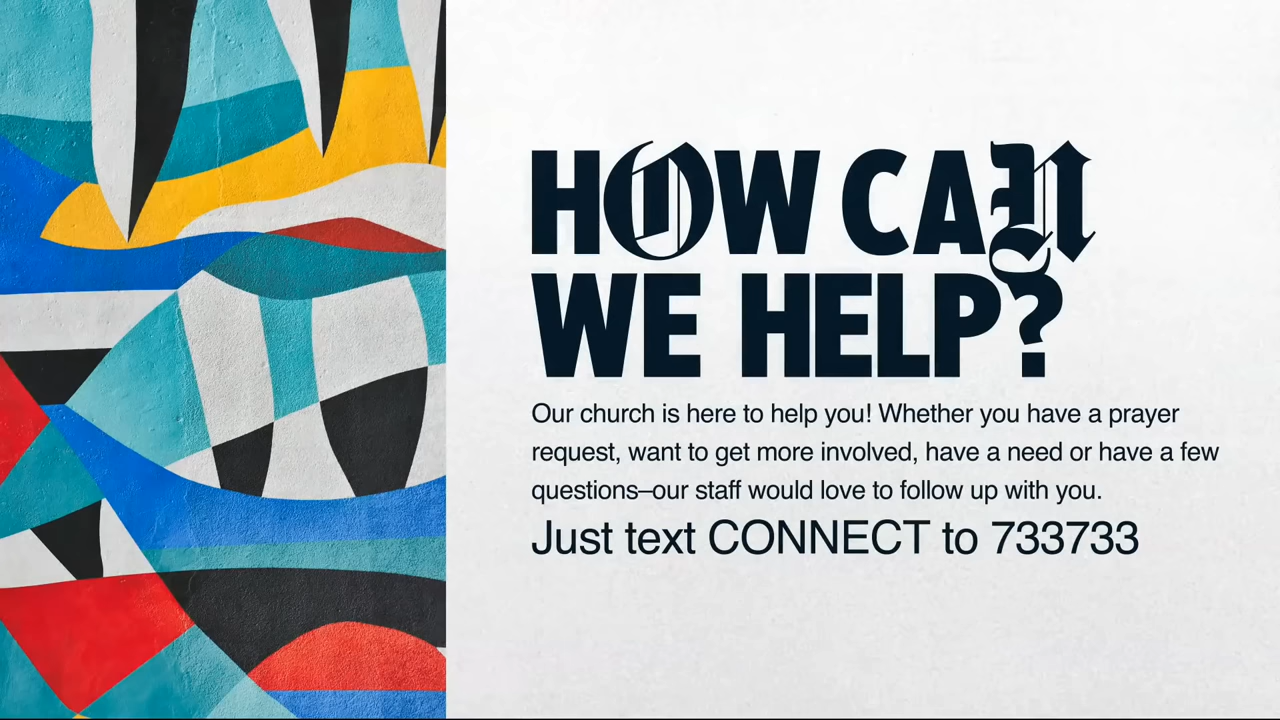 HOW CAN
WE HELP?
Our church is here to help you! Whether you have a prayer
request, want to get more involved, have a need or have a few
questions–our staff would love to follow up with you.
Just text CONNECT to 733733